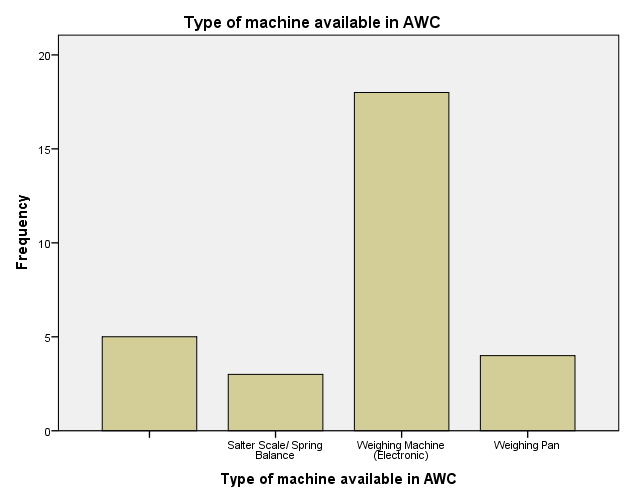 Type of machine available in AWC
20
15
10
5
0
Frequency
Salter Scale/ Spring
Balance
Weighing Machine
(Electronic)
Weighing Pan
Type of machine available in AWC